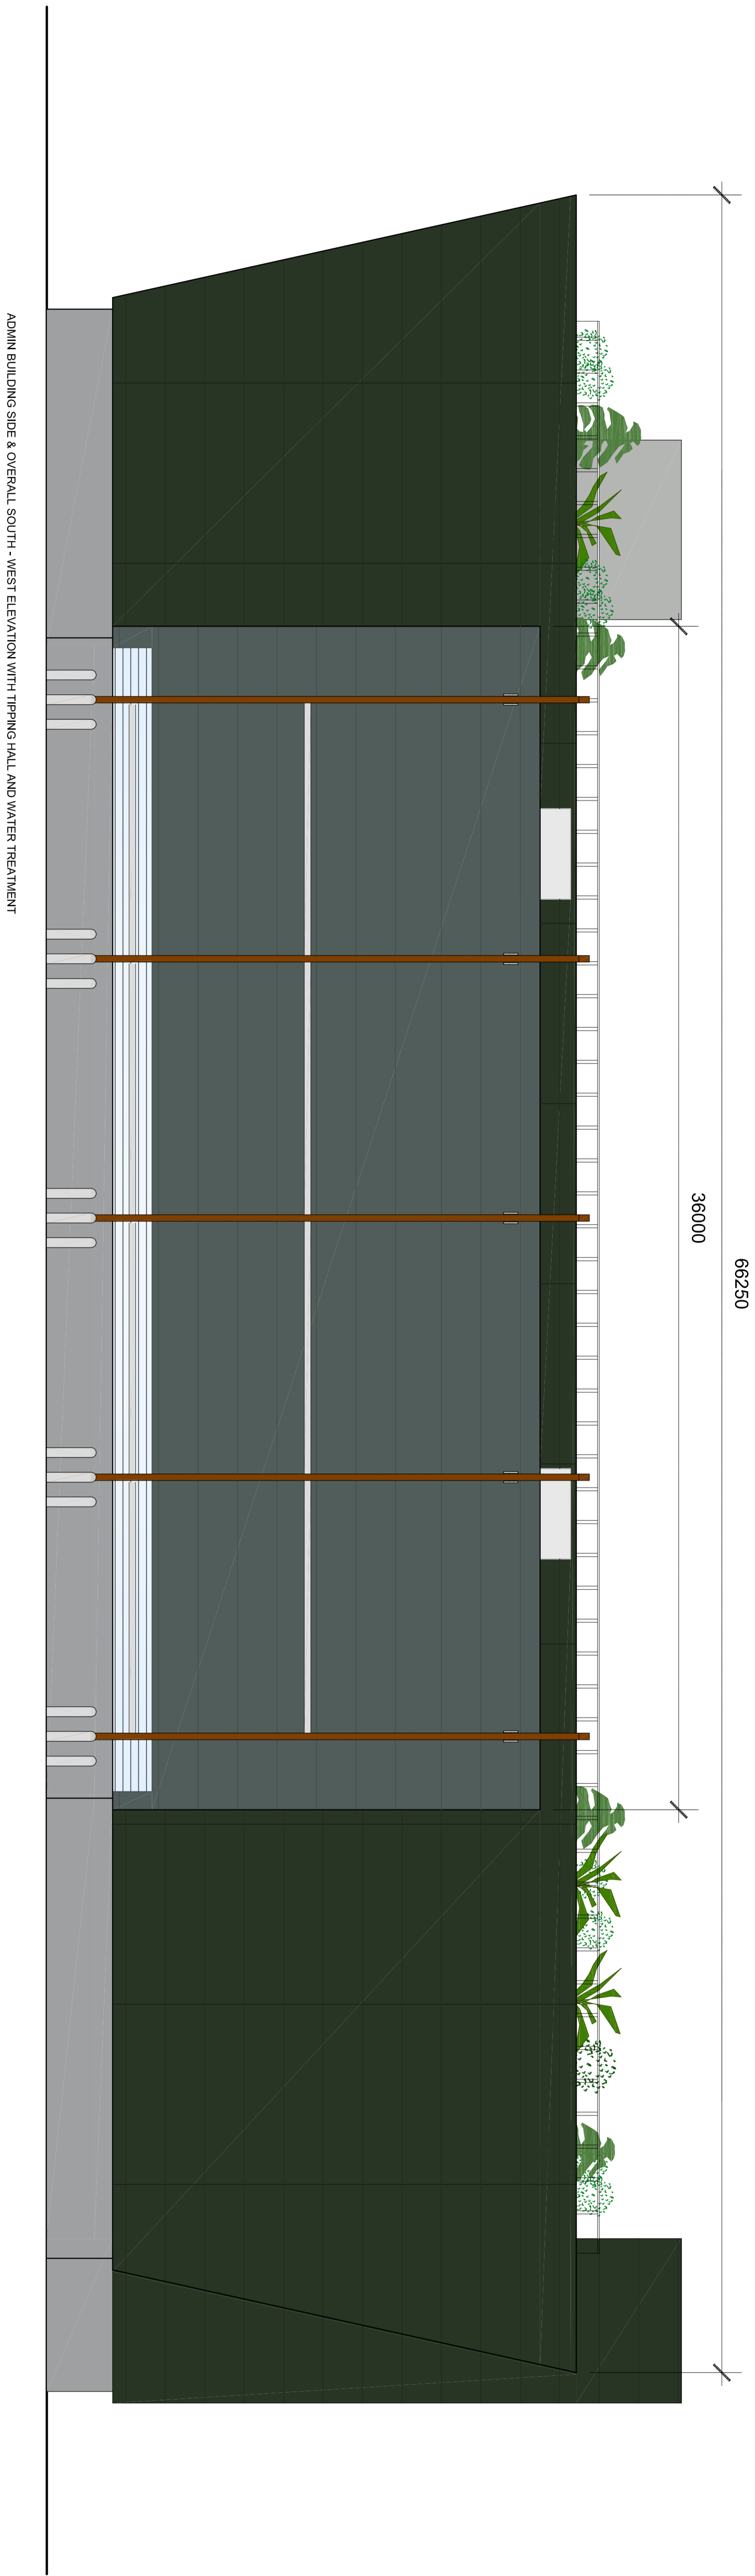 66250
36000
ADMIN BUILDING SIDE & OVERALL SOUTH - WEST ELEVATION WITH TIPPING HALL AND WATER TREATMENT